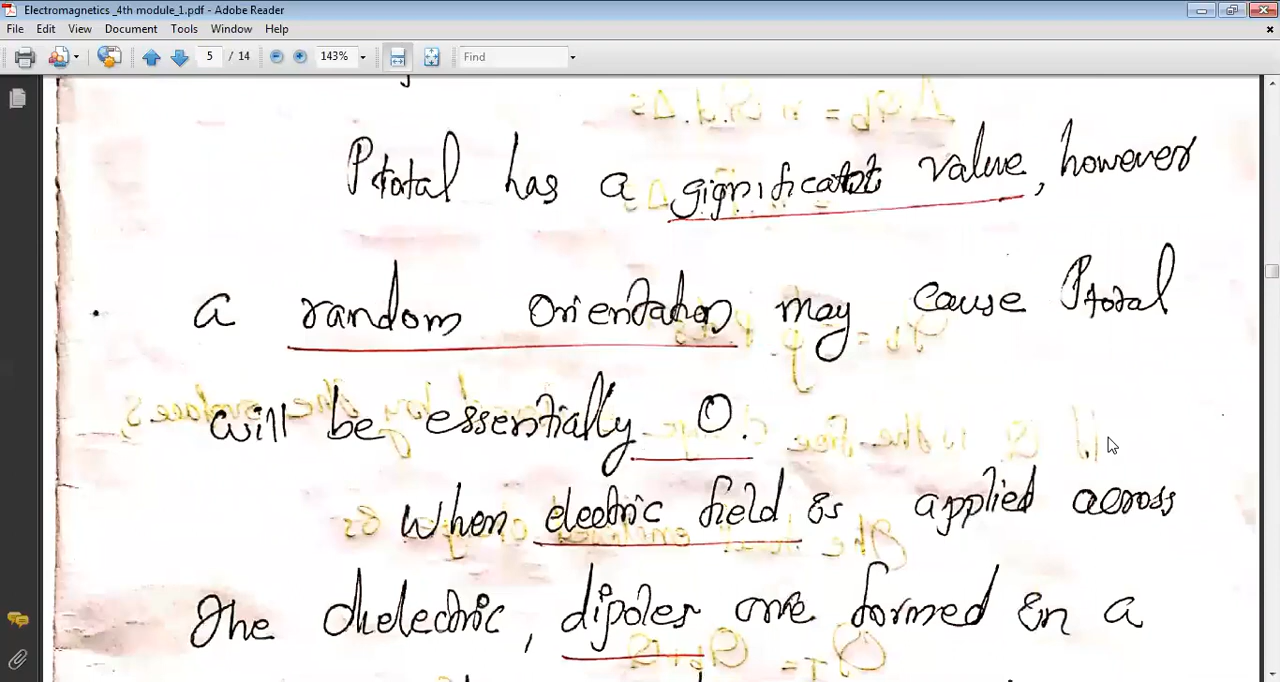 Electromagnetics _4th module_1.pdf - Adobe Reader
File Edit View Document Tools Window Help
5 / 14 143% Find
Ptotal has a significant value, however
a random orientation may cause Ptotal
will be essentially 0.
When electric field is applied across
the dielectric, dipoles are formed in a